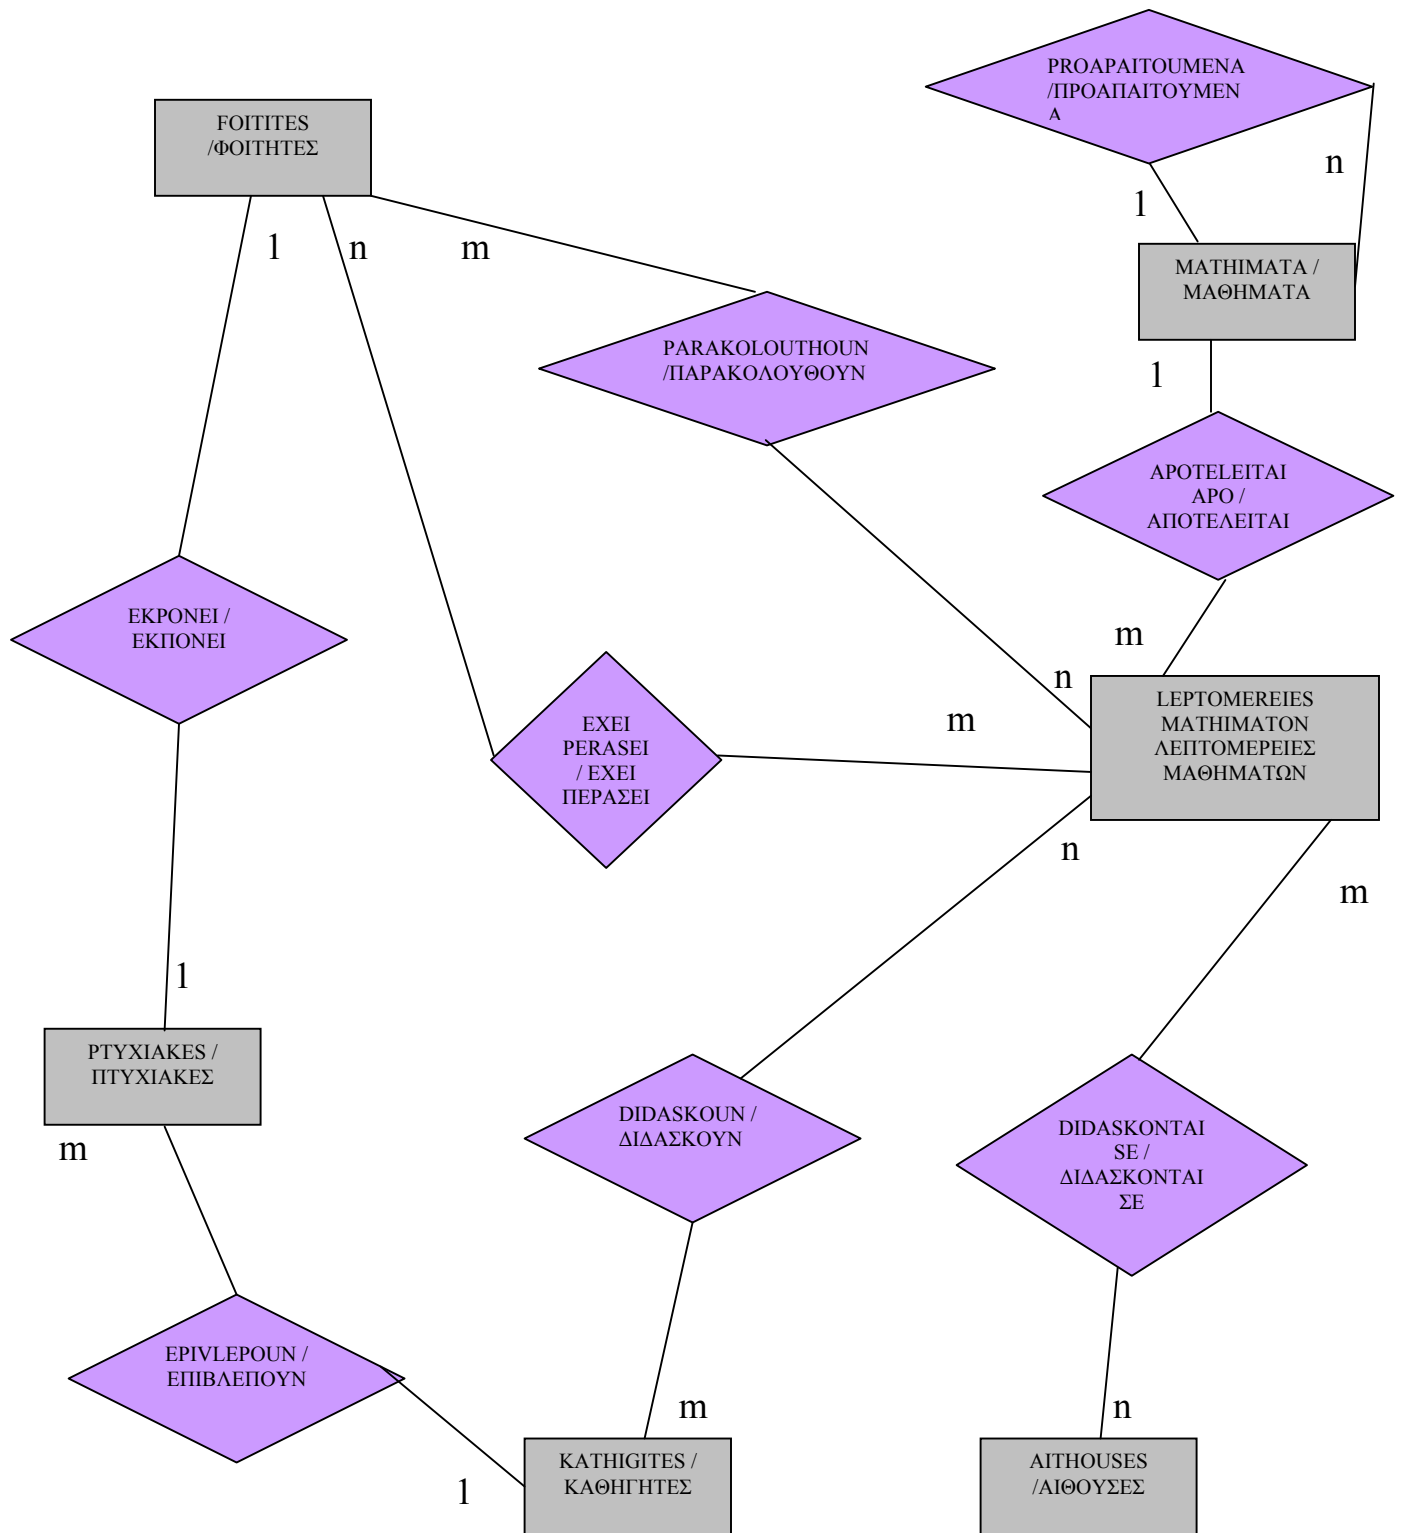 PROAPAITOUMENA
/ΠΡΟΑΠΑΙΤΟΥΜΕΝ
Α
FOITITES
/ΦΟΙΤΗΤΕΣ
n
1
1
n
m
MATHIMATA /
ΜΑΘΗΜΑΤΑ
PARAKOLOUTHOUN
/ΠΑΡΑΚΟΛΟΥΘΟΥΝ
1
APOTELEITAI
APO /
ΑΠΟΤΕΛΕΙΤΑΙ
EKPONEI /
ΕΚΠΟΝΕΙ
m
n
LEPTOMEREIES
MATHIMATON
ΛΕΠΤΟΜΕΡΕΙΕΣ
ΜΑΘΗΜΑΤΩΝ
m
EXEI
PERASEI
/ ΕΧΕΙ
ΠΕΡΑΣΕΙ
n
m
1
PTYXIAKES /
ΠΤΥΧΙΑΚΕΣ
m
DIDASKOUN /
ΔΙΔΑΣΚΟΥΝ
DIDASKONTAI
SE /
ΔΙΔΑΣΚΟΝΤΑΙ
ΣΕ
EPIVLEPOUN /
ΕΠΙΒΛΕΠΟΥΝ
m
n
1
KATHIGITES /
ΚΑΘΗΓΗΤΕΣ
AITHOUSES
/ΑΙΘΟΥΣΕΣ